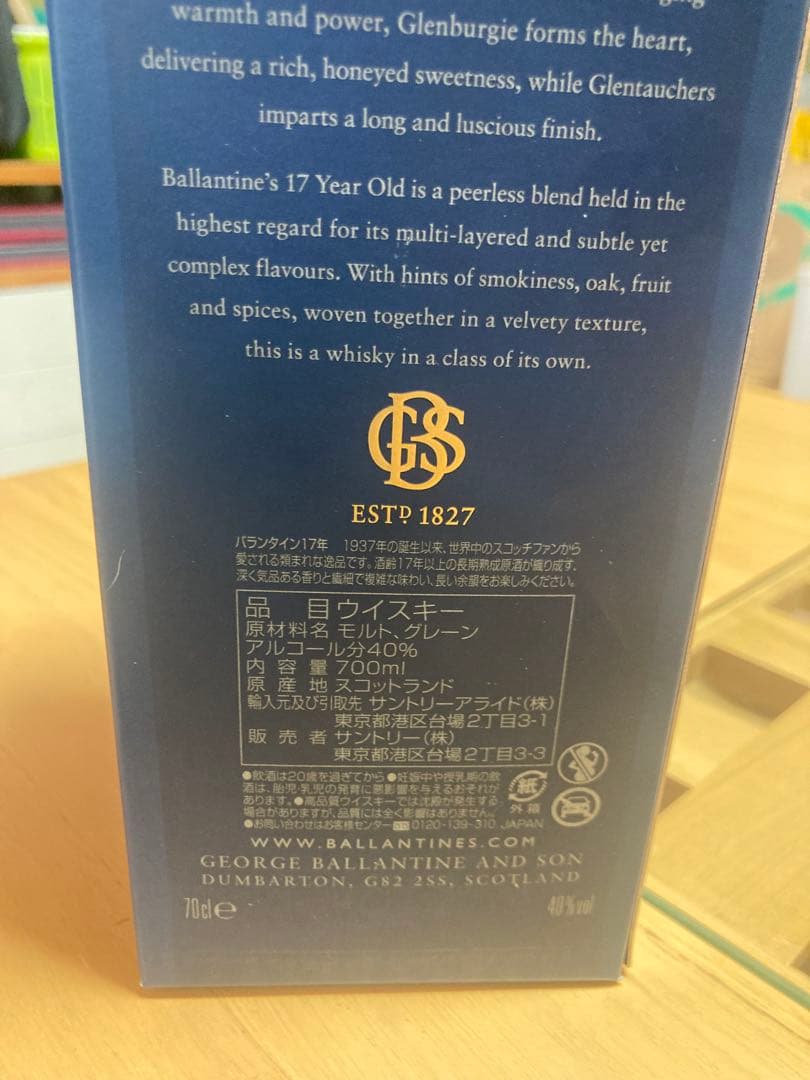 warmth and power, Glenburgie forms the heart,
delivering a rich, honeyed sweetness, while Glentauchers
imparts a long and luscious finish.
Ballantine's 17 Year Old is a peerless blend held in the
highest regard for its multi-layered and subtle yet
complex flavours. With hints of smokiness, oak, fruit
and spices, woven together in a velvety texture,
this is a whisky in a class of its own.
GBS
ESTD 1827
バランタイン17年 1937年の誕生以来、世界中のスコッチファンから
愛される類まれな逸品です。酒齢17年以上の長期熟成原酒が織り成す、
深く気品ある香りと繊細で複雑な味わい、長い余韻をお楽しみください。
品目 ウイスキー
原材料名 モルト、グレーン
アルコール分40%
内容量 700ml
原産地 スコットランド
輸入元及び引取先 サントリーアライド(株)
東京都港区台場2丁目3-1
販売者 サントリー(株)
東京都港区台場2丁目3-3
●飲酒は20歳を過ぎてから ●妊娠中や授乳期の飲
酒は、胎児・乳児の発育に悪影響を与えるおそれが
あります。●高品質ウイスキーでは沈殿が発生する
場合がありますが、品質には全く影響はありません。
●お問い合わせはお客様センター 0120-139-310 JAPAN
紙
外箱
WWW.BALLANTINES.COM
GEORGE BALLANTINE AND SON
DUMBARTON, G82 2SS, SCOTLAND
70cl e 40%vol